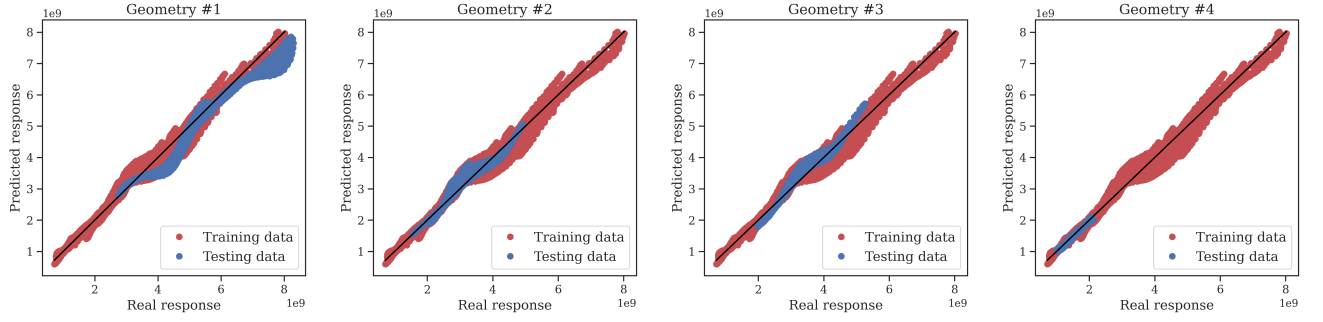 Geometry #1
1e9
8
7
6
5
4
3
2
1
Predicted response
2
4
6
8
1e9
Real response
Training data
Testing data
Geometry #2
1e9
8
7
6
5
4
3
2
1
Predicted response
2
4
6
8
1e9
Real response
Training data
Testing data
Geometry #3
1e9
8
7
6
5
4
3
2
1
Predicted response
2
4
6
8
1e9
Real response
Training data
Testing data
Geometry #4
1e9
8
7
6
5
4
3
2
1
Predicted response
2
4
6
8
1e9
Real response
Training data
Testing data